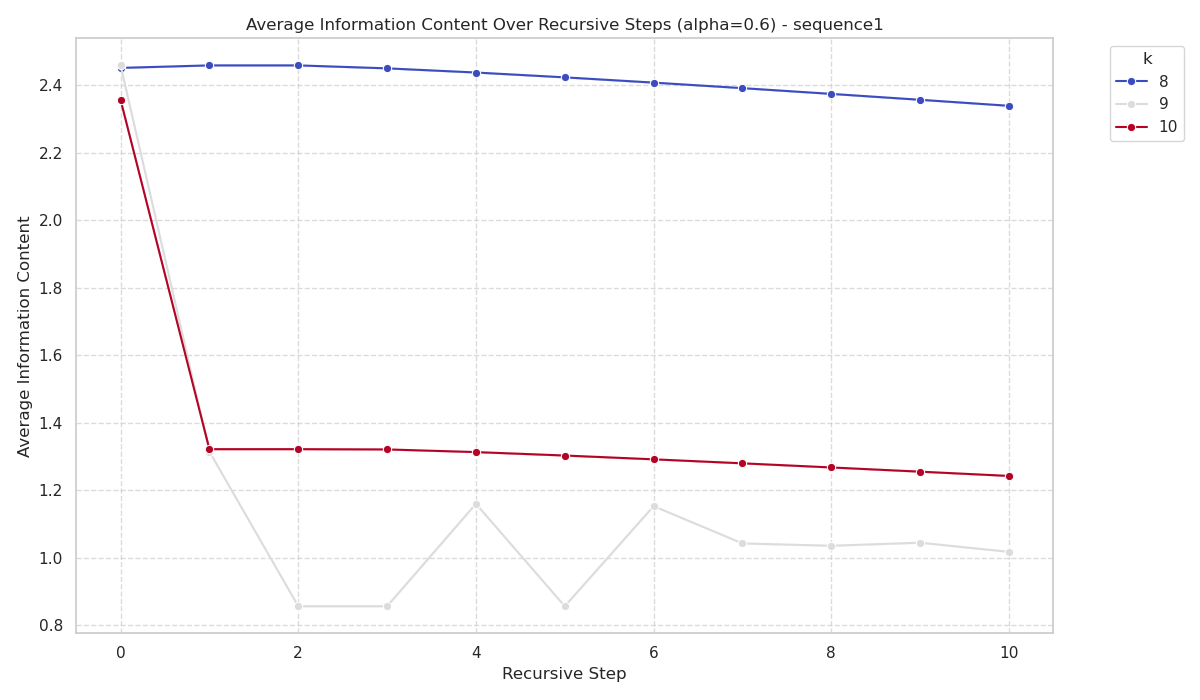 Average Information Content Over Recursive Steps (alpha=0.6) - sequence1
k
8
9
10
Average Information Content
2.4
2.2
2.0
1.8
1.6
1.4
1.2
1.0
0.8
0 2 4 6 8 10
Recursive Step